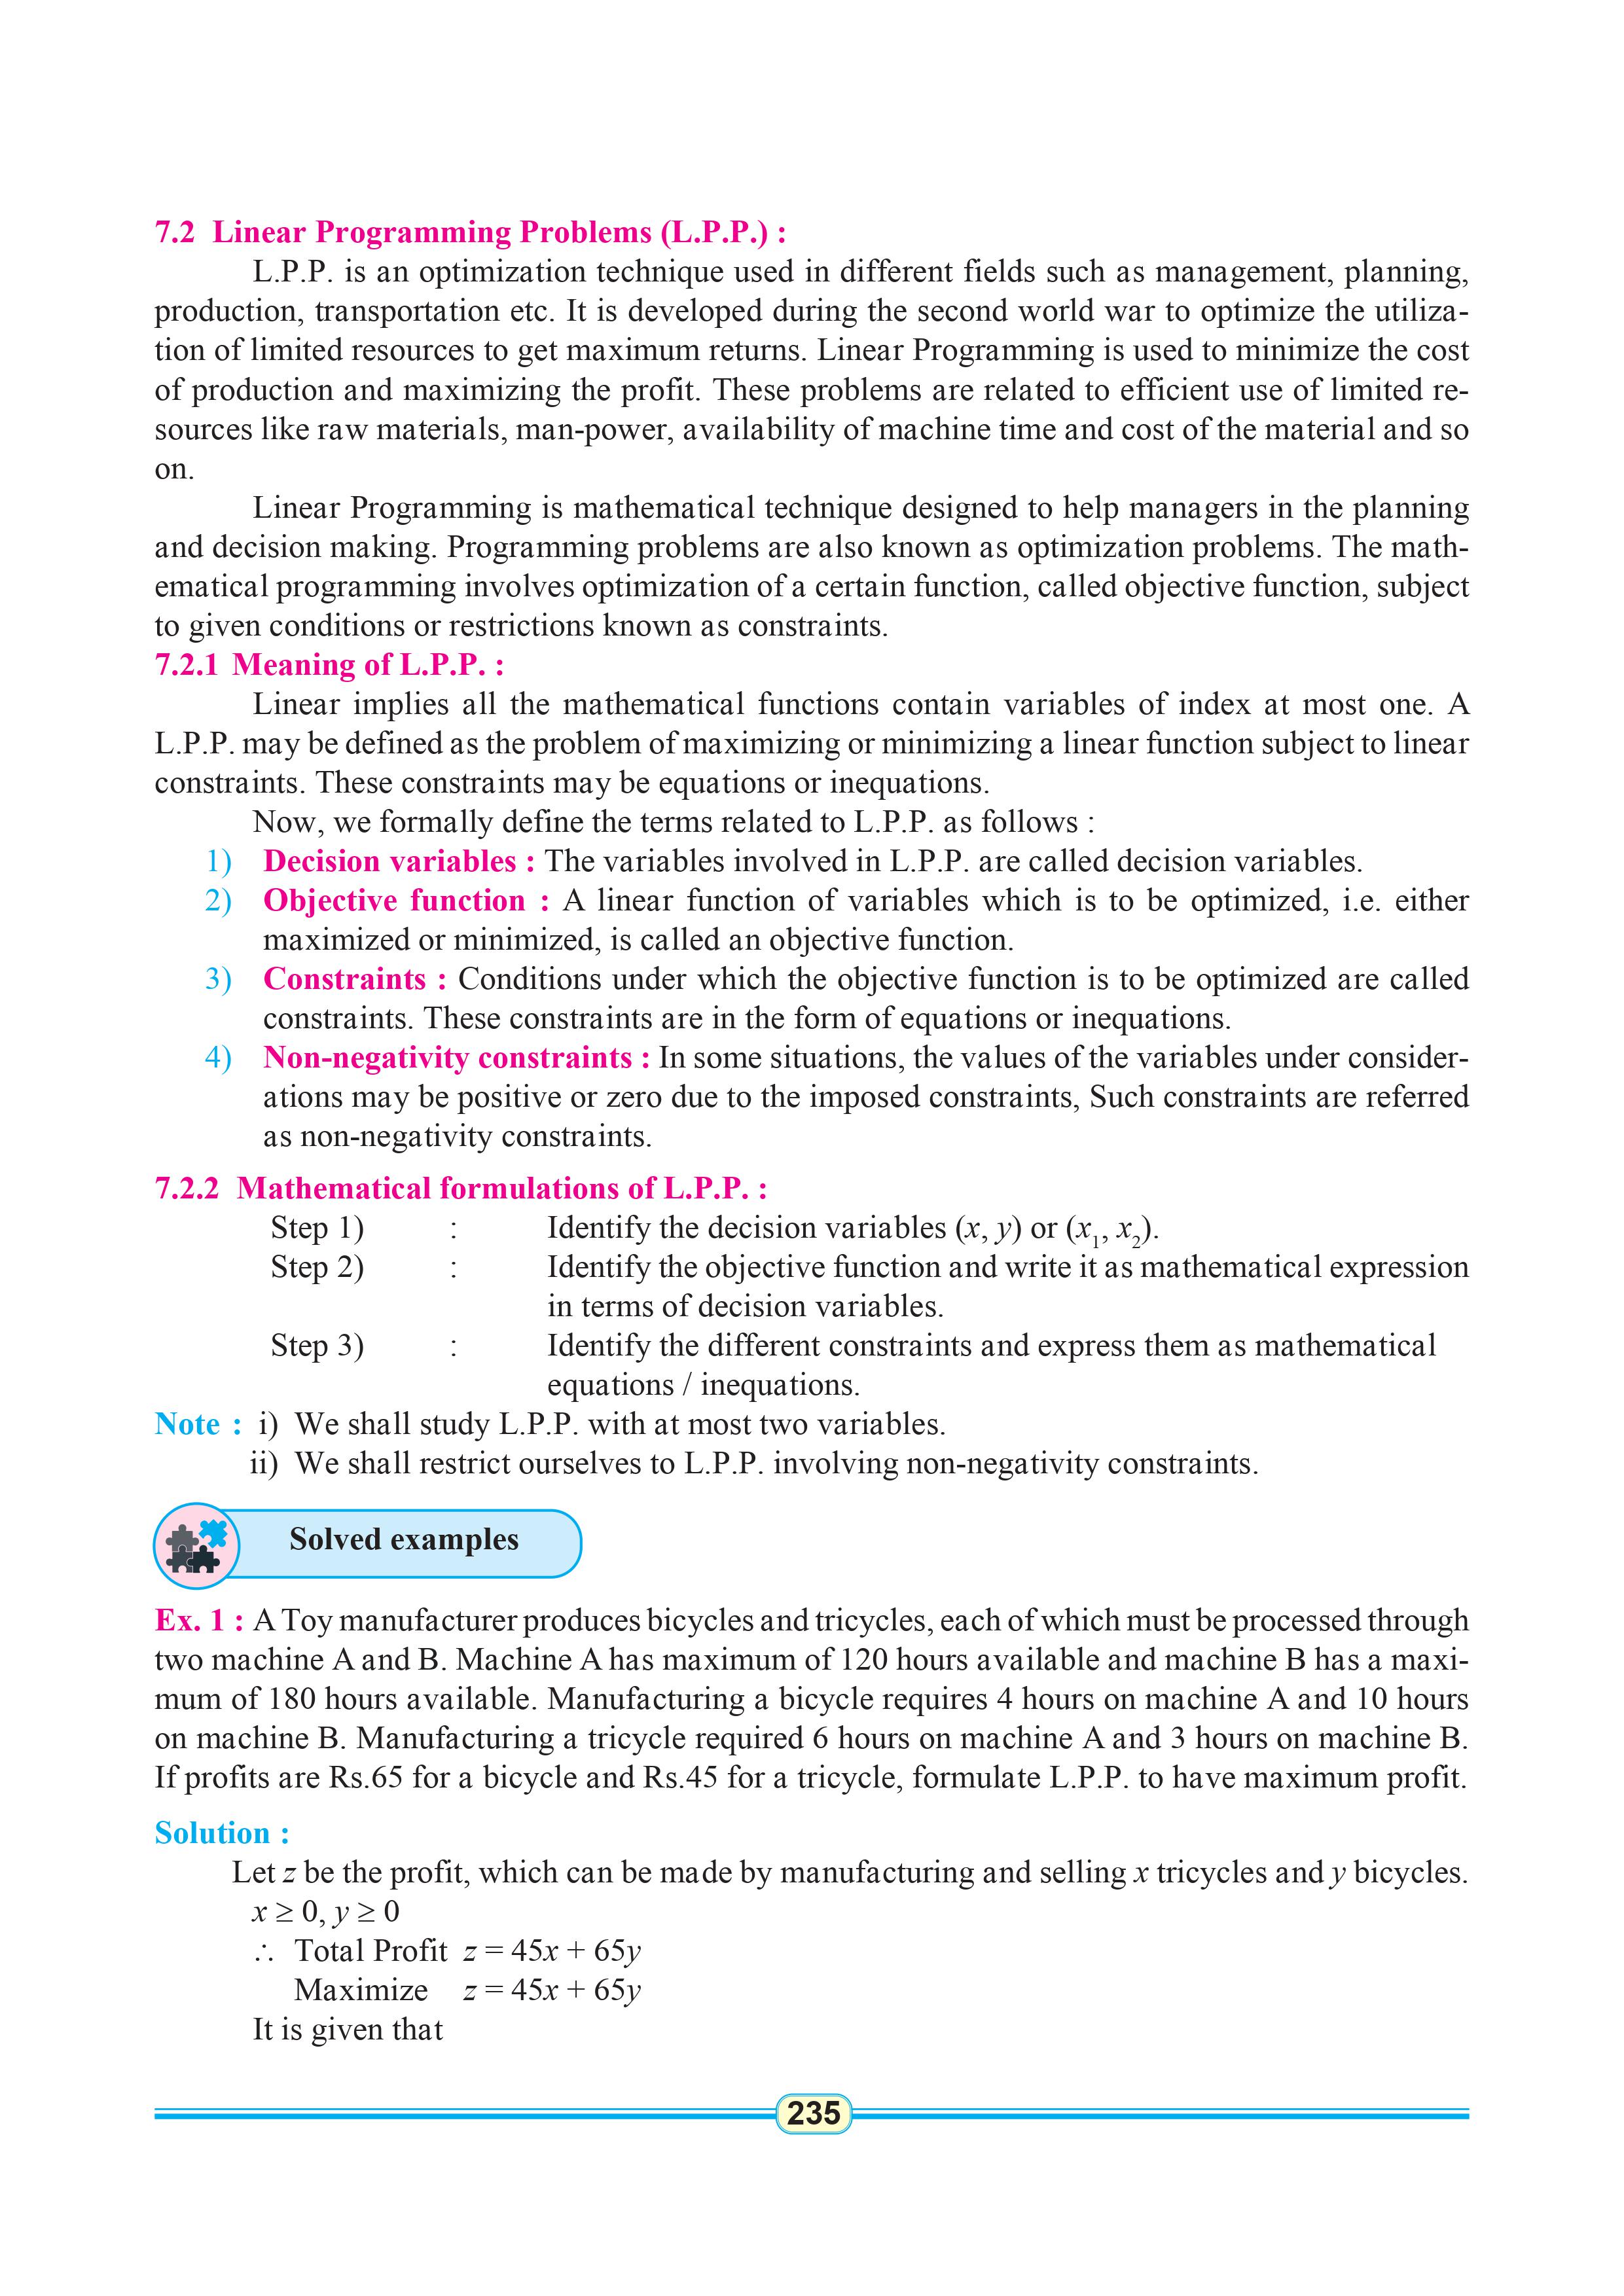 7.2 Linear Programming Problems (L.P.P.) :
L.P.P. is an optimization technique used in different fields such as management, planning,
production, transportation etc. It is developed during the second world war to optimize the utiliza-
tion of limited resources to get maximum returns. Linear Programming is used to minimize the cost
of production and maximizing the profit. These problems are related to efficient use of limited re-
sources like raw materials, man-power, availability of machine time and cost of the material and so
on.
Linear Programming is mathematical technique designed to help managers in the planning
and decision making. Programming problems are also known as optimization problems. The math-
ematical programming involves optimization of a certain function, called objective function, subject
to given conditions or restrictions known as constraints.
7.2.1 Meaning of L.P.P. :
Linear implies all the mathematical functions contain variables of index at most one. A
L.P.P. may be defined as the problem of maximizing or minimizing a linear function subject to linear
constraints. These constraints may be equations or inequations.
Now, we formally define the terms related to L.P.P. as follows :
1) Decision variables : The variables involved in L.P.P. are called decision variables.
2) Objective function : A linear function of variables which is to be optimized, i.e. either
maximized or minimized, is called an objective function.
3) Constraints : Conditions under which the objective function is to be optimized are called
constraints. These constraints are in the form of equations or inequations.
4) Non-negativity constraints : In some situations, the values of the variables under consider-
ations may be positive or zero due to the imposed constraints, Such constraints are referred
as non-negativity constraints.
7.2.2 Mathematical formulations of L.P.P. :
Step 1) : Identify the decision variables (x, y) or (x₁, x₂).
Step 2) : Identify the objective function and write it as mathematical expression
in terms of decision variables.
Step 3) : Identify the different constraints and express them as mathematical
equations / inequations.
Note : i) We shall study L.P.P. with at most two variables.
ii) We shall restrict ourselves to L.P.P. involving non-negativity constraints.
Solved examples
Ex. 1 : A Toy manufacturer produces bicycles and tricycles, each of which must be processed through
two machine A and B. Machine A has maximum of 120 hours available and machine B has a maxi-
mum of 180 hours available. Manufacturing a bicycle requires 4 hours on machine A and 10 hours
on machine B. Manufacturing a tricycle required 6 hours on machine A and 3 hours on machine B.
If profits are Rs.65 for a bicycle and Rs.45 for a tricycle, formulate L.P.P. to have maximum profit.
Solution :
Let z be the profit, which can be made by manufacturing and selling x tricycles and y bicycles.
x ≥ 0, y ≥ 0
∴ Total Profit z = 45x + 65y
Maximize z = 45x + 65y
It is given that
235